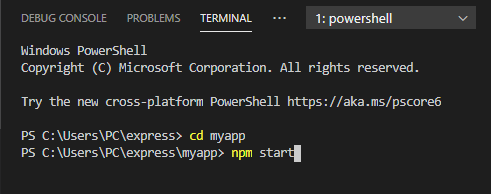 DEBUG CONSOLE PROBLEMS TERMINAL 1: powershell
Windows PowerShell
Copyright (C) Microsoft Corporation. All rights reserved.
Try the new cross-platform PowerShell https://aka.ms/pscore6
PS C:\Users\PC\express> cd myapp
PS C:\Users\PC\express\myapp> npm start